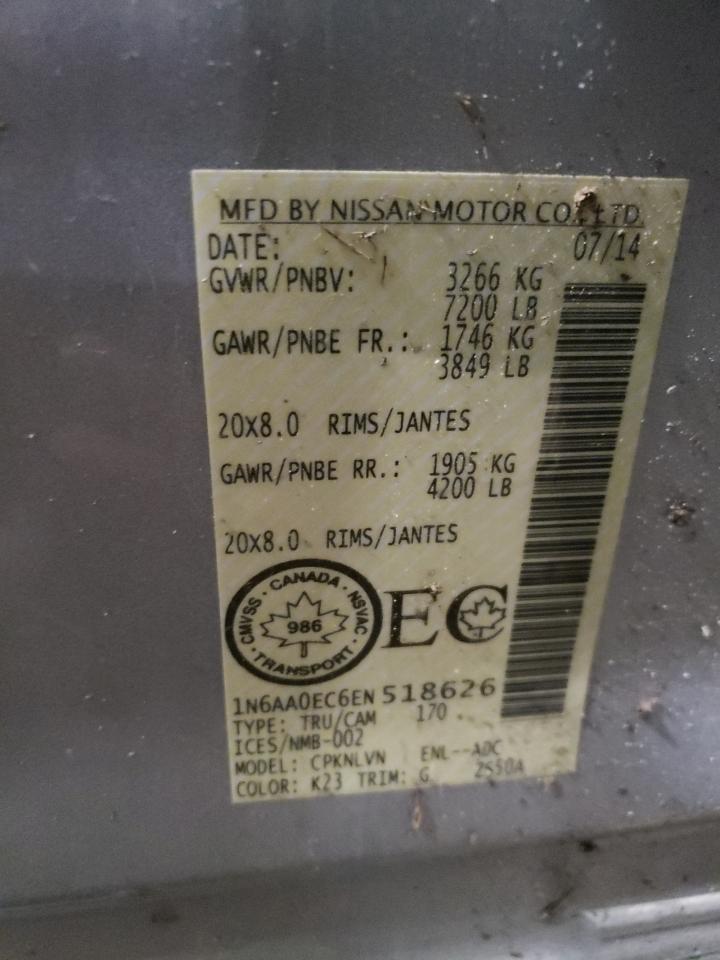 MFD BY NISSAN MOTOR CO., LTD.
DATE: 07/14
GVWR/PNBV: 3266 KG
7200 LB
GAWR/PNBE FR.: 1746 KG
3849 LB
20X8.0 RIMS/JANTES
GAWR/PNBE RR.: 1905 KG
4200 LB
20X8.0 RIMS/JANTES
CMVSS · CANADA · NSVAC · TRANSPORT ·
986
EC
1N6AA0EC6EN 518626
TYPE: TRU/CAM 170
ICES/NMB-002
MODEL: CPKNLVN ENL--ADC
COLOR: K23 TRIM: G